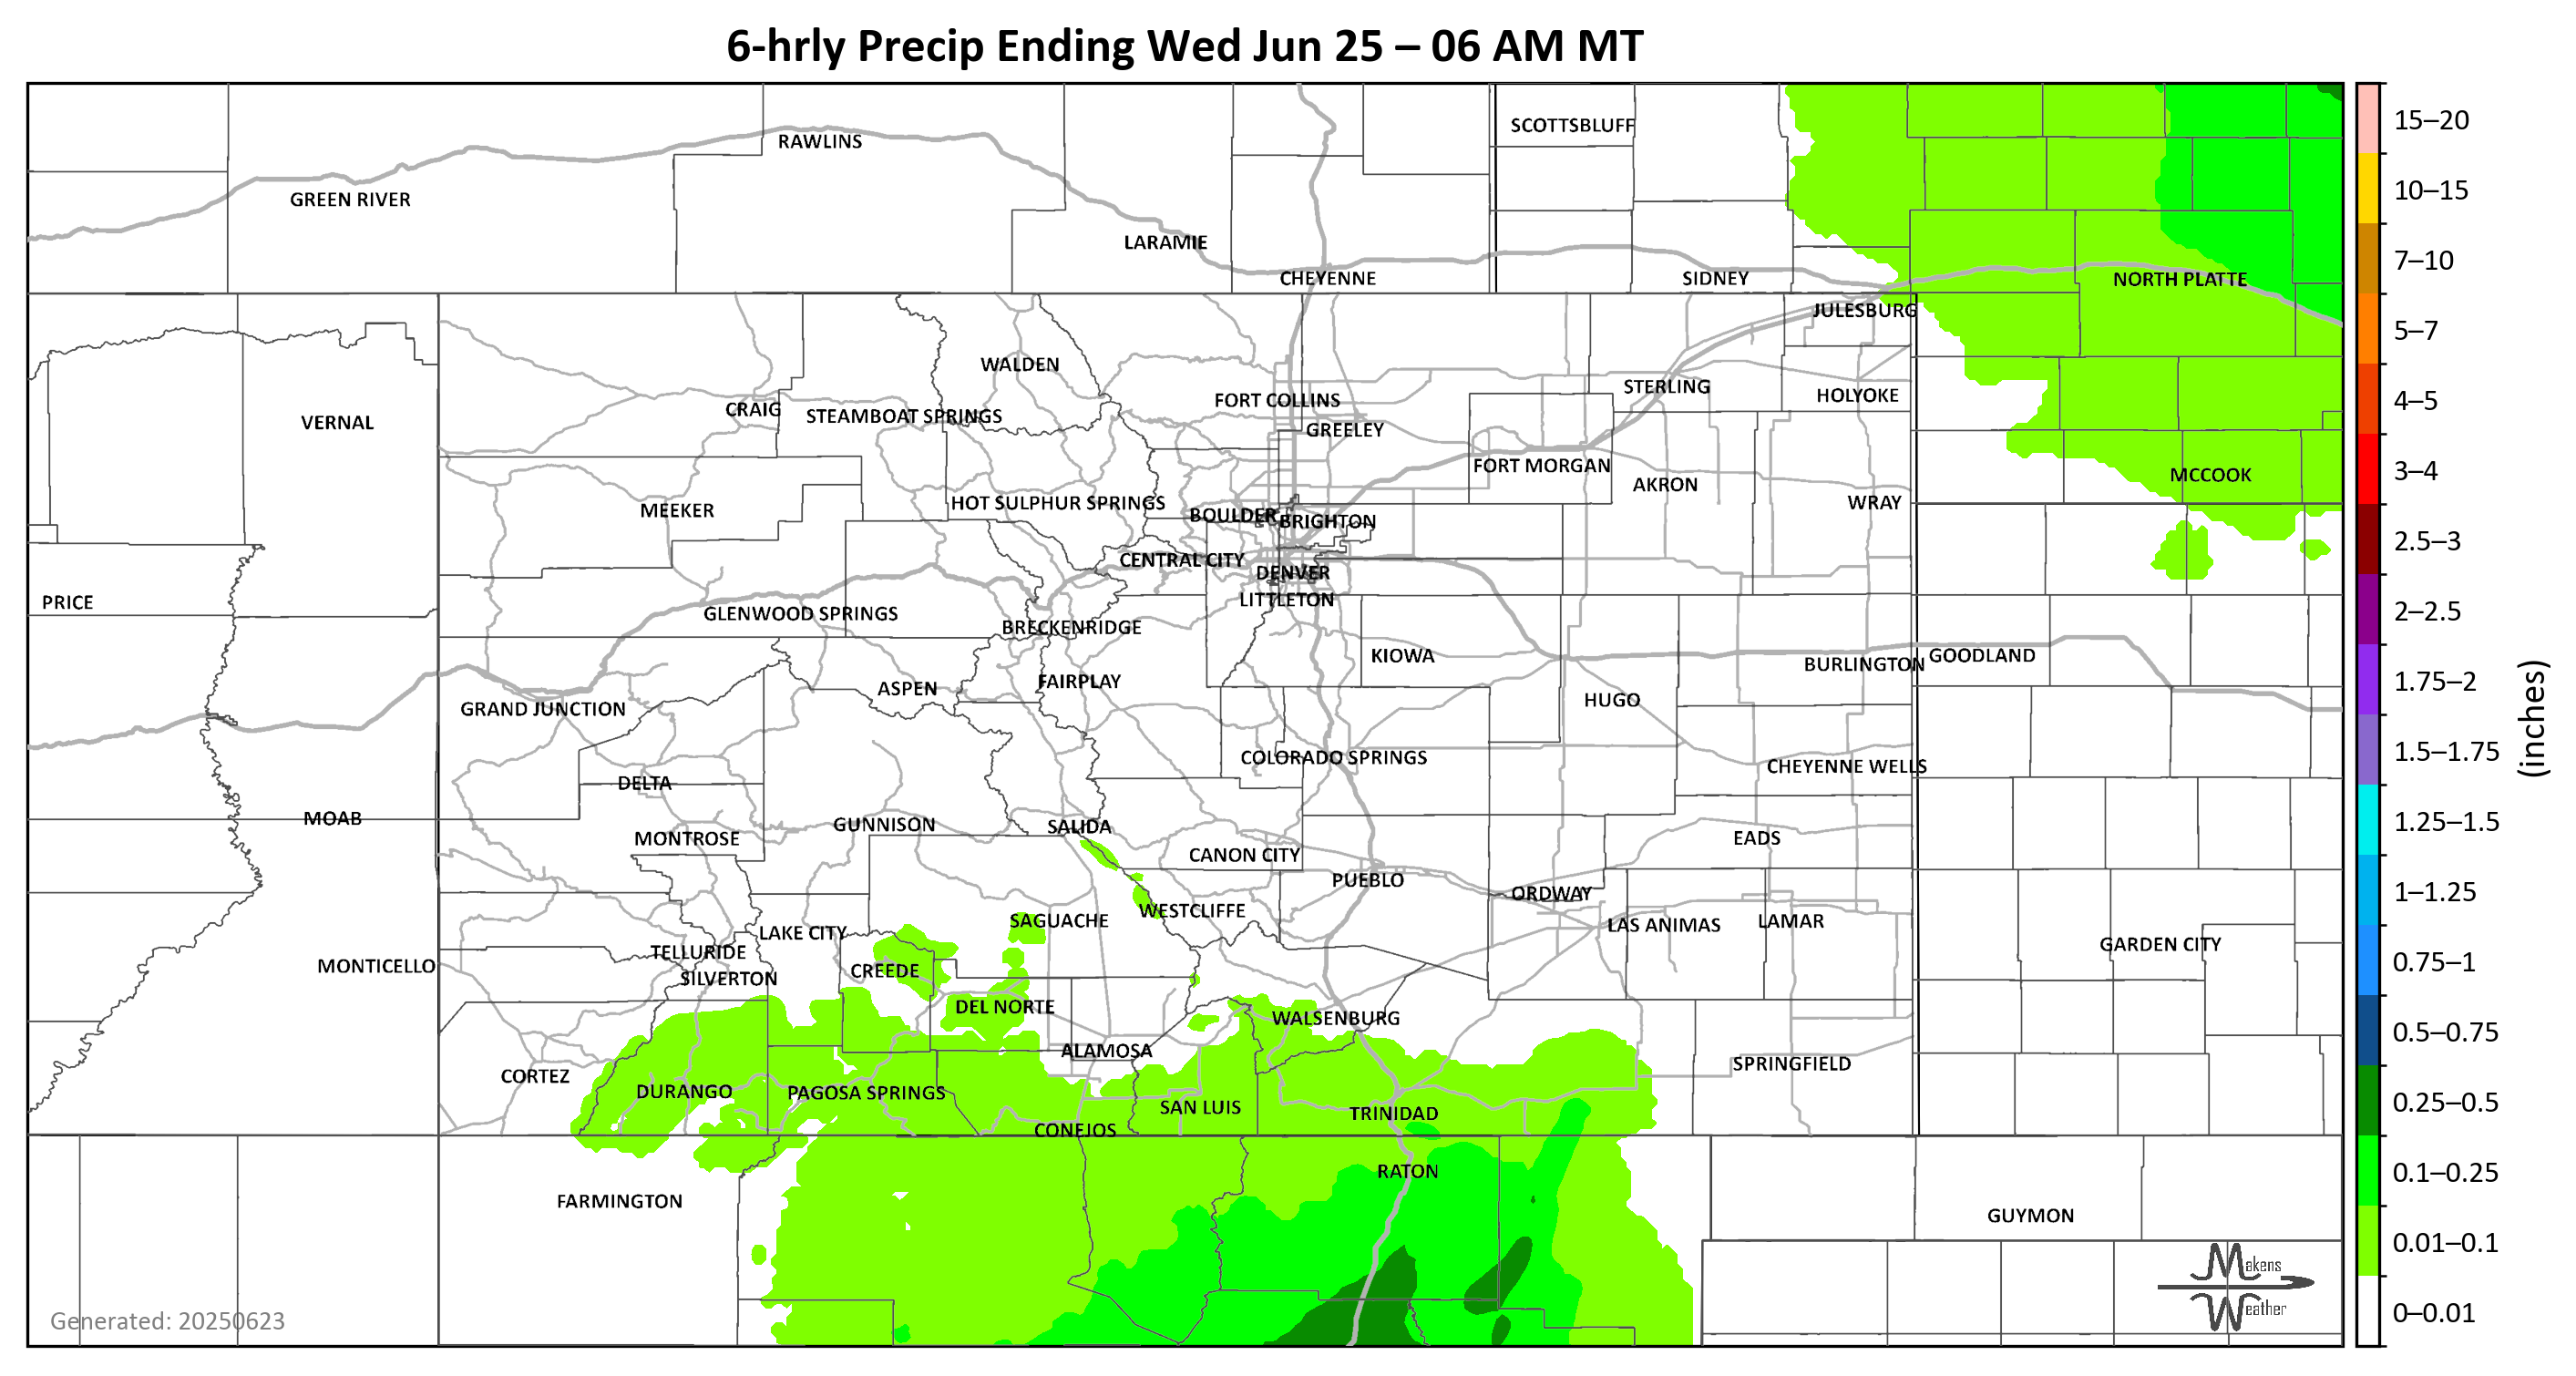 6-hrly Precip Ending Wed Jun 25 – 06 AM MT
15–20
SCOTTSBLUFF
RAWLINS
10–15
GREEN RIVER
LARAMIE
7–10
CHEYENNE
SIDNEY
NORTH PLATTE
JULESBURG
5–7
WALDEN
STERLING
HOLYOKE
4–5
FORT COLLINS
CRAIG
STEAMBOAT SPRINGS
VERNAL
GREELEY
FORT MORGAN
3–4
MCCOOK
AKRON
HOT SULPHUR SPRINGS
WRAY
MEEKER
BOULDER
BRIGHTON
2.5–3
CENTRAL CITY
DENVER
PRICE
LITTLETON
2–2.5
GLENWOOD SPRINGS
BRECKENRIDGE
KIOWA
GOODLAND
BURLINGTON
1.75–2
FAIRPLAY
ASPEN
HUGO
GRAND JUNCTION
(inches)
1.5–1.75
COLORADO SPRINGS
CHEYENNE WELLS
DELTA
MOAB
1.25–1.5
GUNNISON
SALIDA
MONTROSE
EADS
CANON CITY
PUEBLO
1–1.25
ORDWAY
WESTCLIFFE
SAGUACHE
LAS ANIMAS
LAMAR
LAKE CITY
GARDEN CITY
TELLURIDE
0.75–1
MONTICELLO
CREEDE
SILVERTON
DEL NORTE
WALSENBURG
0.5–0.75
ALAMOSA
SPRINGFIELD
CORTEZ
DURANGO
PAGOSA SPRINGS
0.25–0.5
SAN LUIS
TRINIDAD
CONEJOS
RATON
0.1–0.25
FARMINGTON
GUYMON
0.01–0.1
Makens
Weather
0–0.01
Generated: 20250623